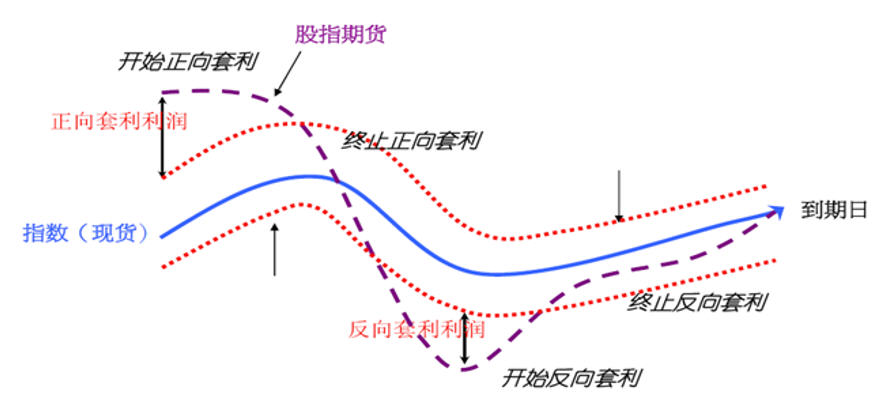 股指期货
开始正向套利
正向套利利润
终止正向套利
指数（现货）
到期日
终止反向套利
反向套利利润
开始反向套利